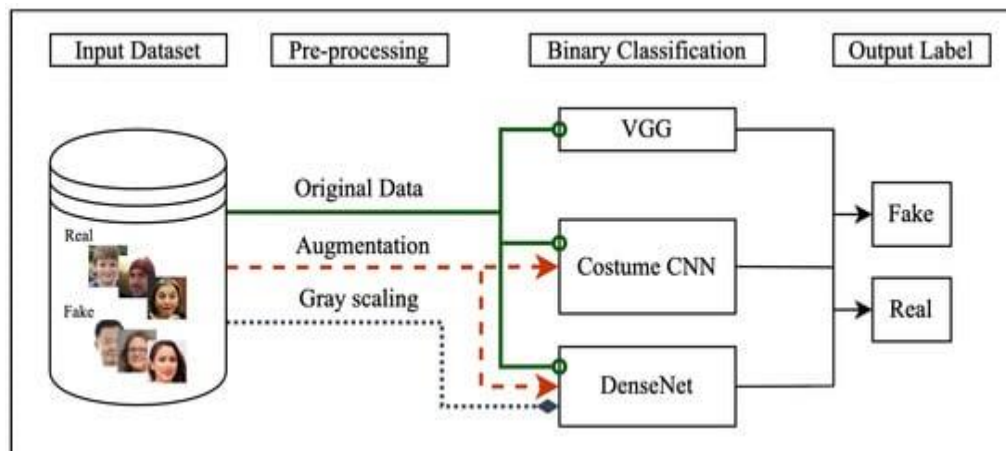 Input Dataset
Pre-processing
Binary Classification
Output Label
VGG
Original Data
Fake
Real
Augmentation
Costume CNN
Gray scaling
Real
Fake
DenseNet